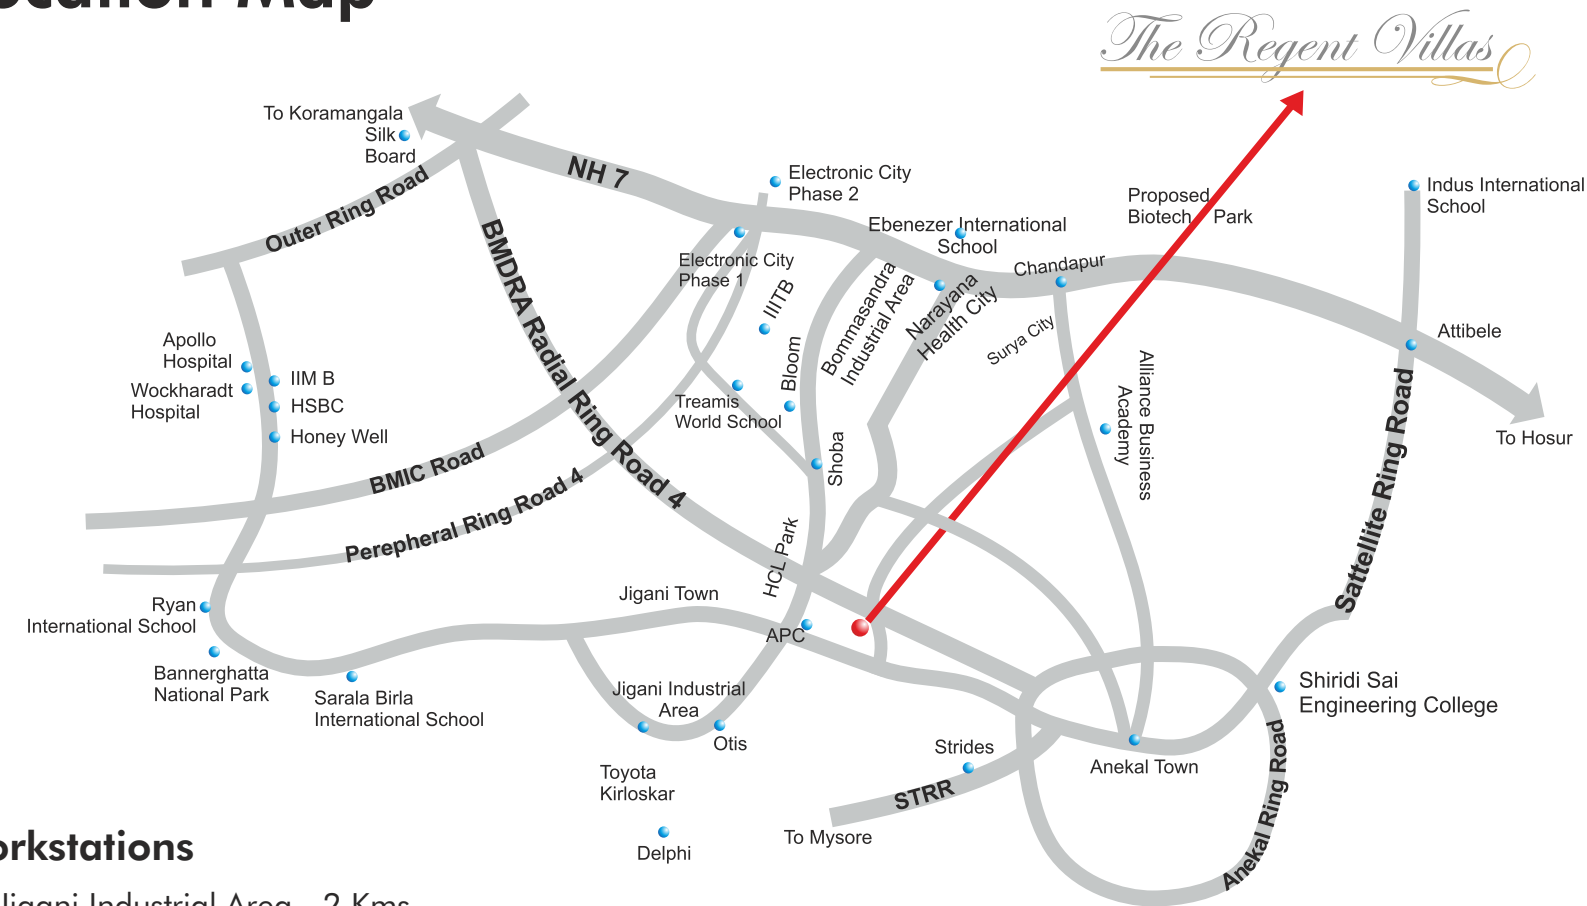 The Regent Villas
To Koramangala
Silk
Board
Outer Ring Road
NH 7
BMDRA Radial Ring Road 4
Electronic City
Phase 2
Electronic City
Phase 1
Ebenezer International
School
Proposed
Biotech Park
Indus International
School
Chandapur
Attibele
To Hosur
IIITB
Bommasandra
Industrial Area
Narayana
Health City
Surya City
Apollo
Hospital
Wockharadt
Hospital
IIM B
HSBC
Honey Well
Treamis
World School
Bloom
Shoba
Alliance Business
Academy
Sattellite Ring Road
BMIC Road
Perepheral Ring Road 4
HCL Park
Ryan
International School
Jigani Town
APC
Bannerghatta
National Park
Sarala Birla
International School
Jigani Industrial
Area
Otis
Toyota
Kirloskar
Delphi
Strides
STRR
To Mysore
Anekal Town
Shiridi Sai
Engineering College
Anekal Ring Road
orkstations
Jigani Industrial Area - 2 Kms